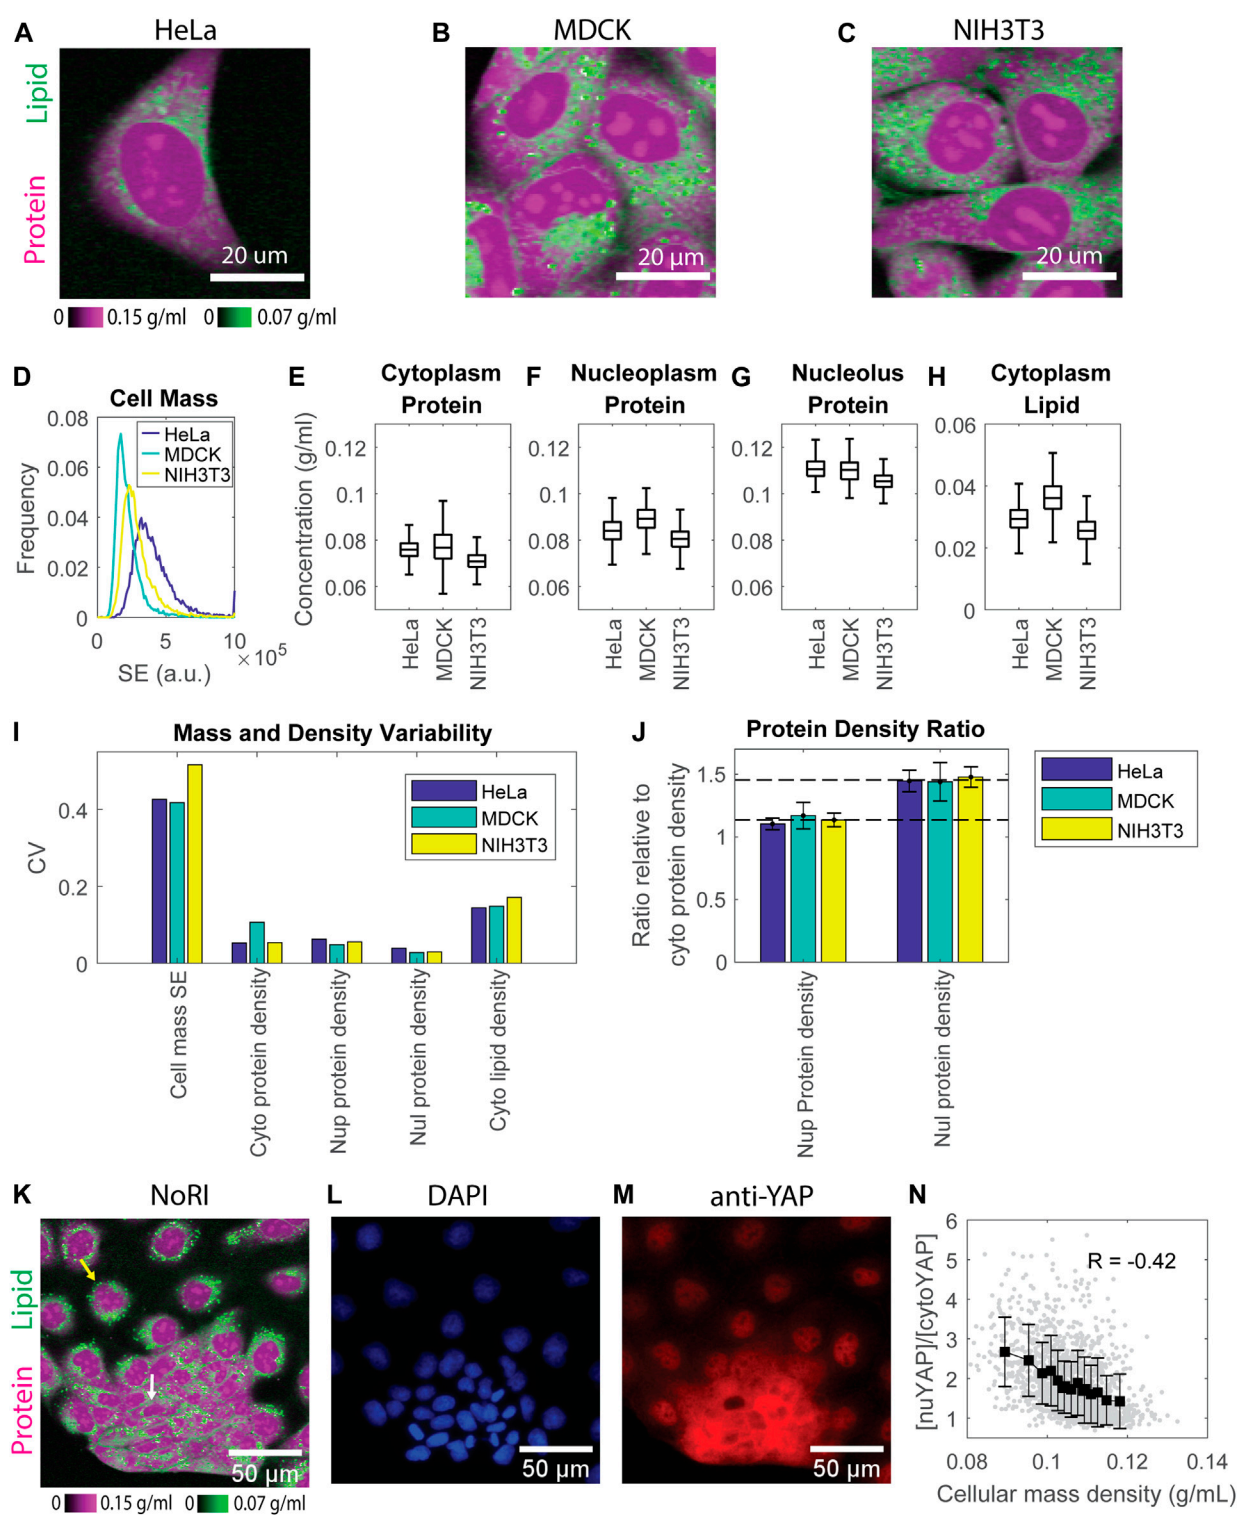 A HeLa
B MDCK
C NIH3T3
Lipid
Protein
20 um
20 μm
20 um
0 0.15 g/ml 0 0.07 g/ml
D Cell Mass
E Cytoplasm Protein
F Nucleoplasm Protein
G Nucleolus Protein
H Cytoplasm Lipid
Frequency
0.08
0.06
0.04
0.02
0
HeLa
MDCK
NIH3T3
0 5 10
× 10⁵
SE (a.u.)
Concentration (g/ml)
0.12
0.1
0.08
0.06
HeLa
MDCK
NIH3T3
0.12
0.1
0.08
0.06
HeLa
MDCK
NIH3T3
0.12
0.1
0.08
0.06
HeLa
MDCK
NIH3T3
0.06
0.04
0.02
0
HeLa
MDCK
NIH3T3
I Mass and Density Variability
CV
0.4
0.2
0
HeLa
MDCK
NIH3T3
Cell mass SE
Cyto protein density
Nup protein density
Nul protein density
Cyto lipid density
J Protein Density Ratio
Ratio relative to
cyto protein density
1.5
1
0.5
0
HeLa
MDCK
NIH3T3
Nup Protein density
Nul protein density
K NoRI
Lipid
Protein
50 μm
0 0.15 g/ml 0 0.07 g/ml
L DAPI
50 μm
M anti-YAP
50 μm
N
[nuYAP]/[cytoYAP]
6
5
4
3
2
1
R = -0.42
0.08 0.1 0.12 0.14
Cellular mass density (g/mL)